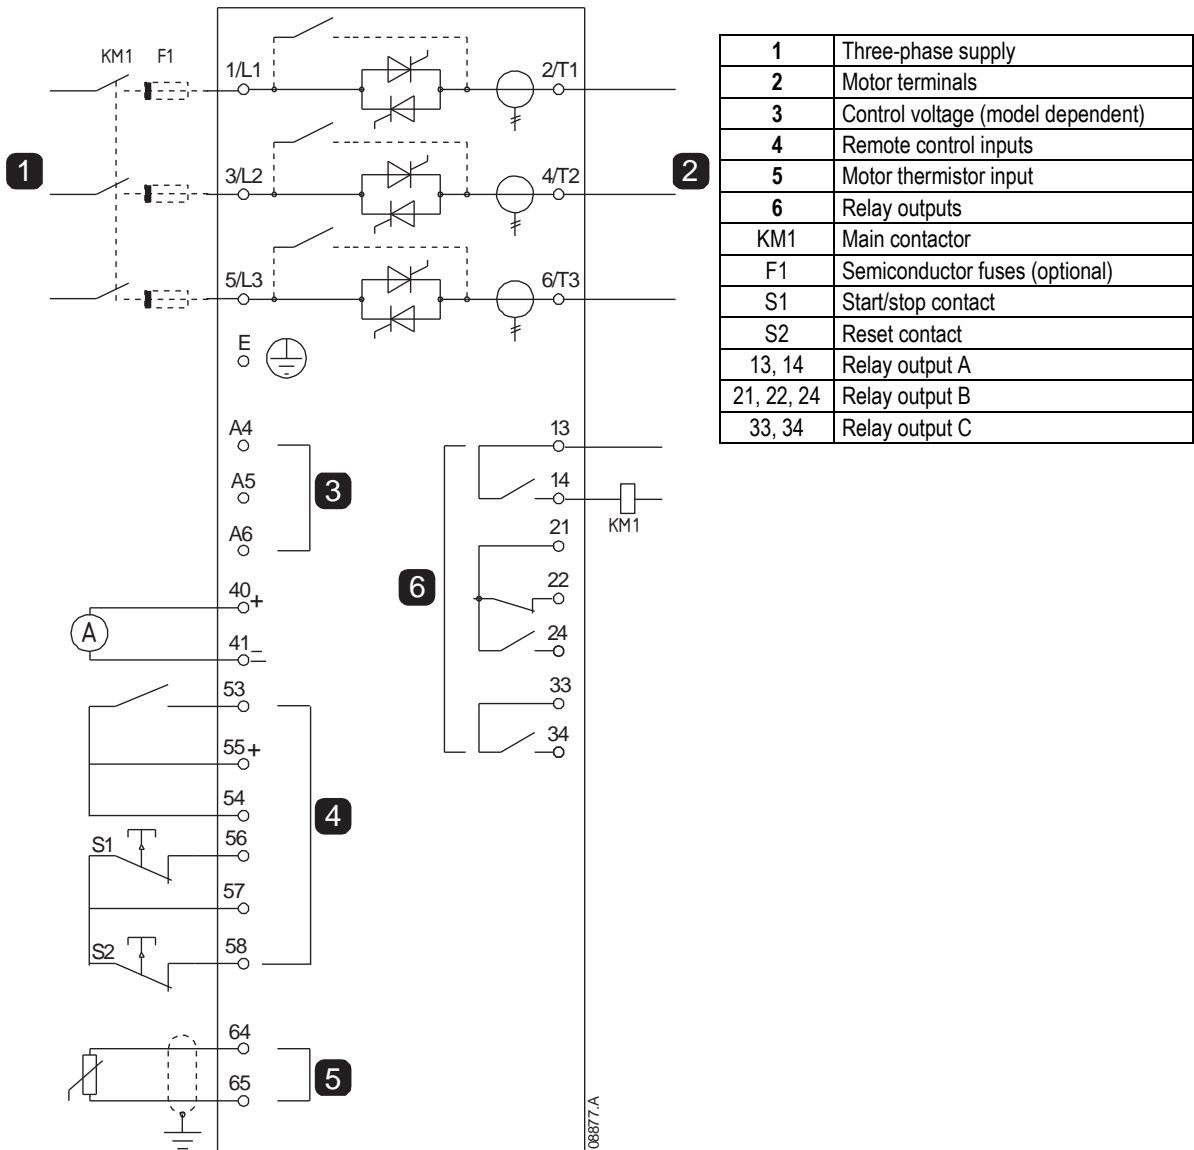 KM1 F1
1/L1 2/T1
3/L2 4/T2
1 2
5/L3 6/T3
E
A4
A5
A6
3
40 +
A
41 –
53
55 +
54
4
S1 56
57
S2 58
64
65
5
13
14
KM1
21
22
24
6
33
34
08877.A
1 Three-phase supply
2 Motor terminals
3 Control voltage (model dependent)
4 Remote control inputs
5 Motor thermistor input
6 Relay outputs
KM1 Main contactor
F1 Semiconductor fuses (optional)
S1 Start/stop contact
S2 Reset contact
13, 14 Relay output A
21, 22, 24 Relay output B
33, 34 Relay output C